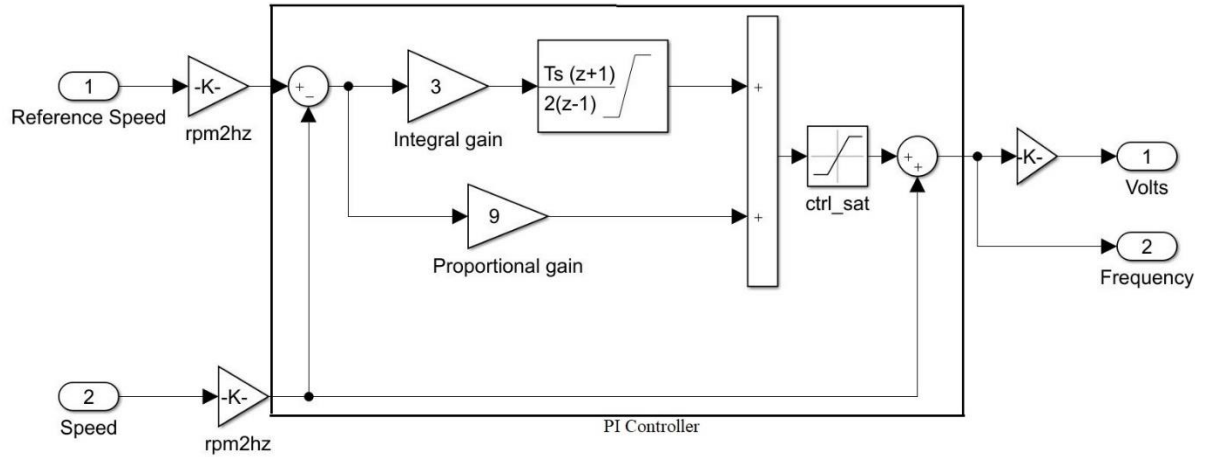 1
Reference Speed
-K-
rpm2hz
+
-
3
Integral gain
Ts (z+1)
2(z-1)
9
Proportional gain
+
+
ctrl_sat
+
+
-K-
1
Volts
2
Frequency
2
Speed
-K-
rpm2hz
PI Controller